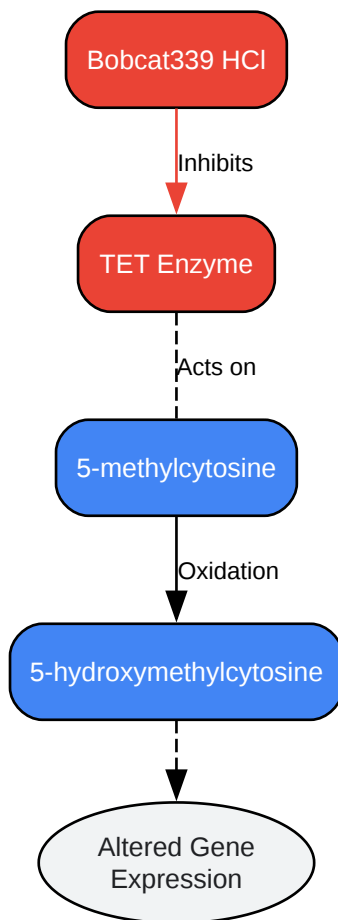 Bobcat339 HCl
Inhibits
TET Enzyme
Acts on
5-methylcytosine
Oxidation
5-hydroxymethylcytosine
Altered Gene
Expression